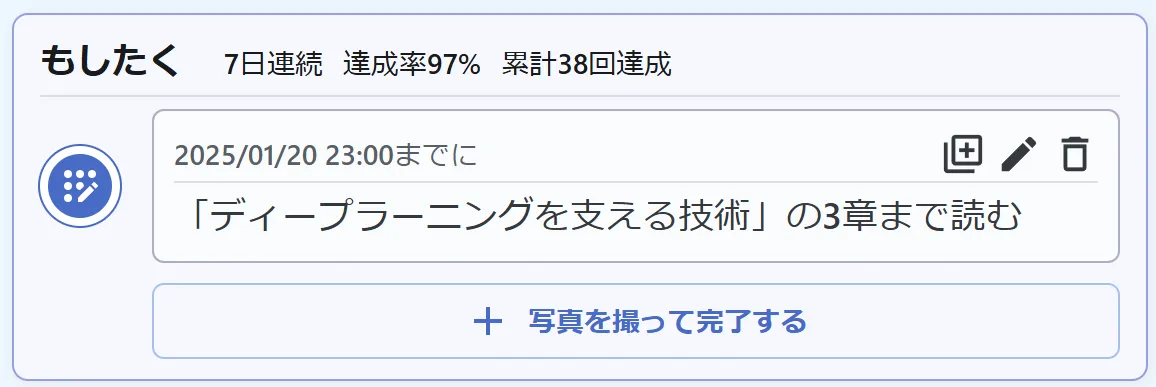 もしたく 7日連続 達成率97% 累計38回達成
2025/01/20 23:00までに
「ディープラーニングを支える技術」の3章まで読む
写真を撮って完了する